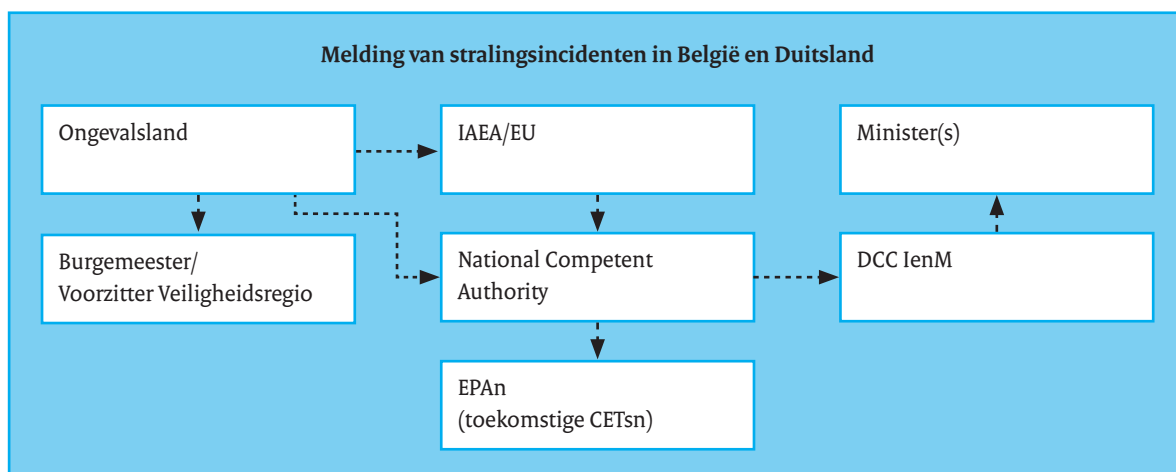 Melding van stralingsincidenten in België en Duitsland
Ongevalsland
IAEA/EU
Minister(s)
Burgemeester/
Voorzitter Veiligheidsregio
National Competent
Authority
DCC IenM
EPAn
(toekomstige CETsn)